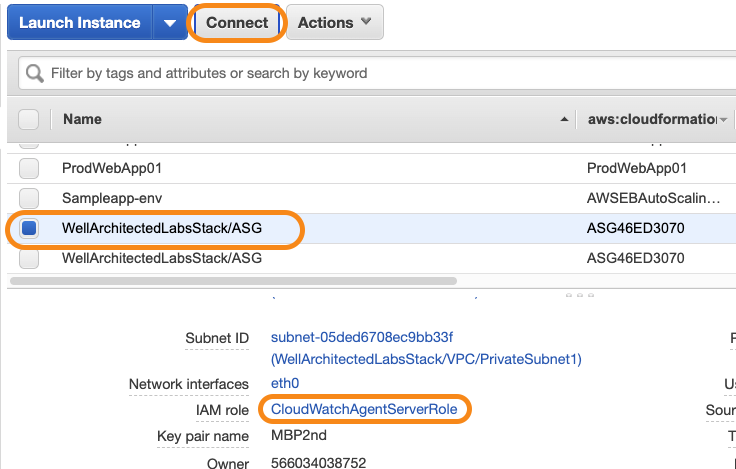 Launch Instance Connect Actions
Filter by tags and attributes or search by keyword
Name aws:cloudformatio
ProdWebApp01 ProdWebApp01
Sampleapp-env AWSEBAutoScalin…
WellArchitectedLabsStack/ASG ASG46ED3070
WellArchitectedLabsStack/ASG ASG46ED3070
Subnet ID subnet-05ded6708ec9bb33f
(WellArchitectedLabsStack/VPC/PrivateSubnet1)
Network interfaces eth0
IAM role CloudWatchAgentServerRole
Sour
Key pair name MBP2nd
Owner 566034038752